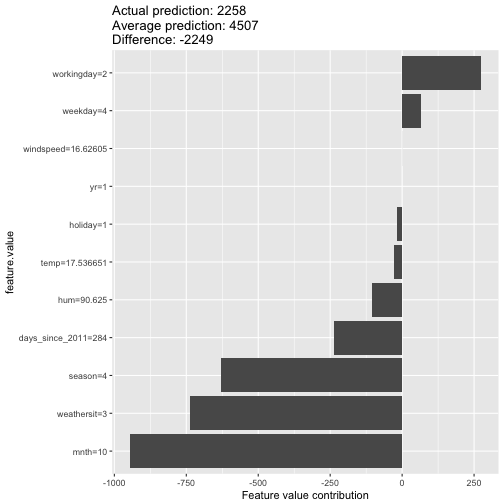 Actual prediction: 2258
Average prediction: 4507
Difference: -2249
workingday=2
weekday=4
windspeed=16.62605
yr=1
holiday=1
temp=17.536651
hum=90.625
days_since_2011=284
season=4
weathersit=3
mnth=10
feature.value
-1000 -750 -500 -250 0 250
Feature value contribution